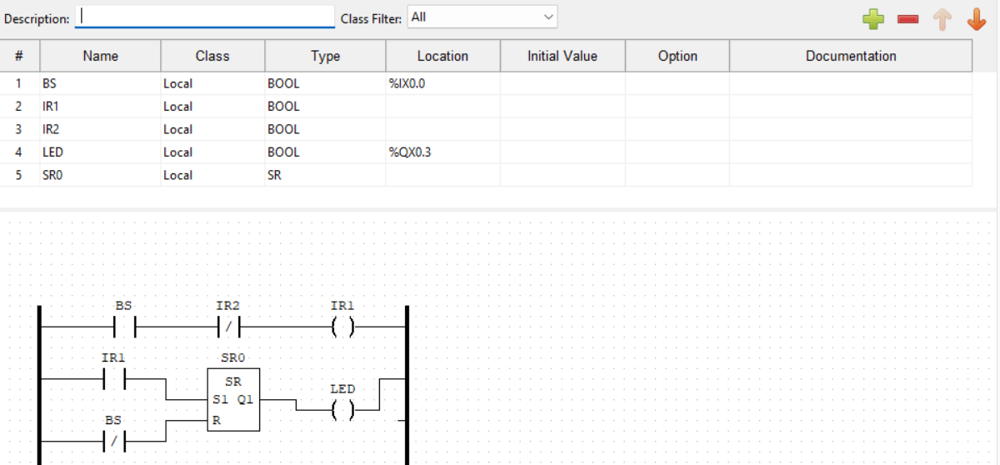 Description: Class Filter: All
# Name Class Type Location Initial Value Option Documentation
1 BS Local BOOL %IX0.0
2 IR1 Local BOOL
3 IR2 Local BOOL
4 LED Local BOOL %QX0.3
5 SR0 Local SR
BS IR2 IR1
/ ( )
IR1 SR0
SR
LED
S1 Q1
( )
BS R
/